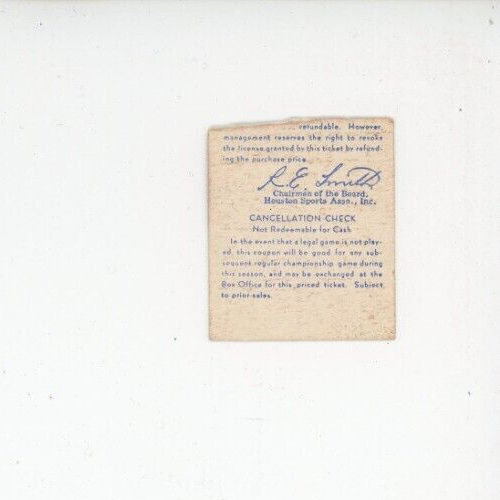 refundable. However,
management reserves the right to revoke
the license granted by this ticket by refund-
ing the purchase price.
R. E. Smith
Chairman of the Board,
Houston Sports Assn., Inc.
CANCELLATION CHECK
Not Redeemable for Cash
In the event that a legal game is not play-
ed, this coupon will be good for any sub-
sequent regular championship game during
this season, and may be exchanged at the
Box Office for this priced ticket. Subject
to prior sales.